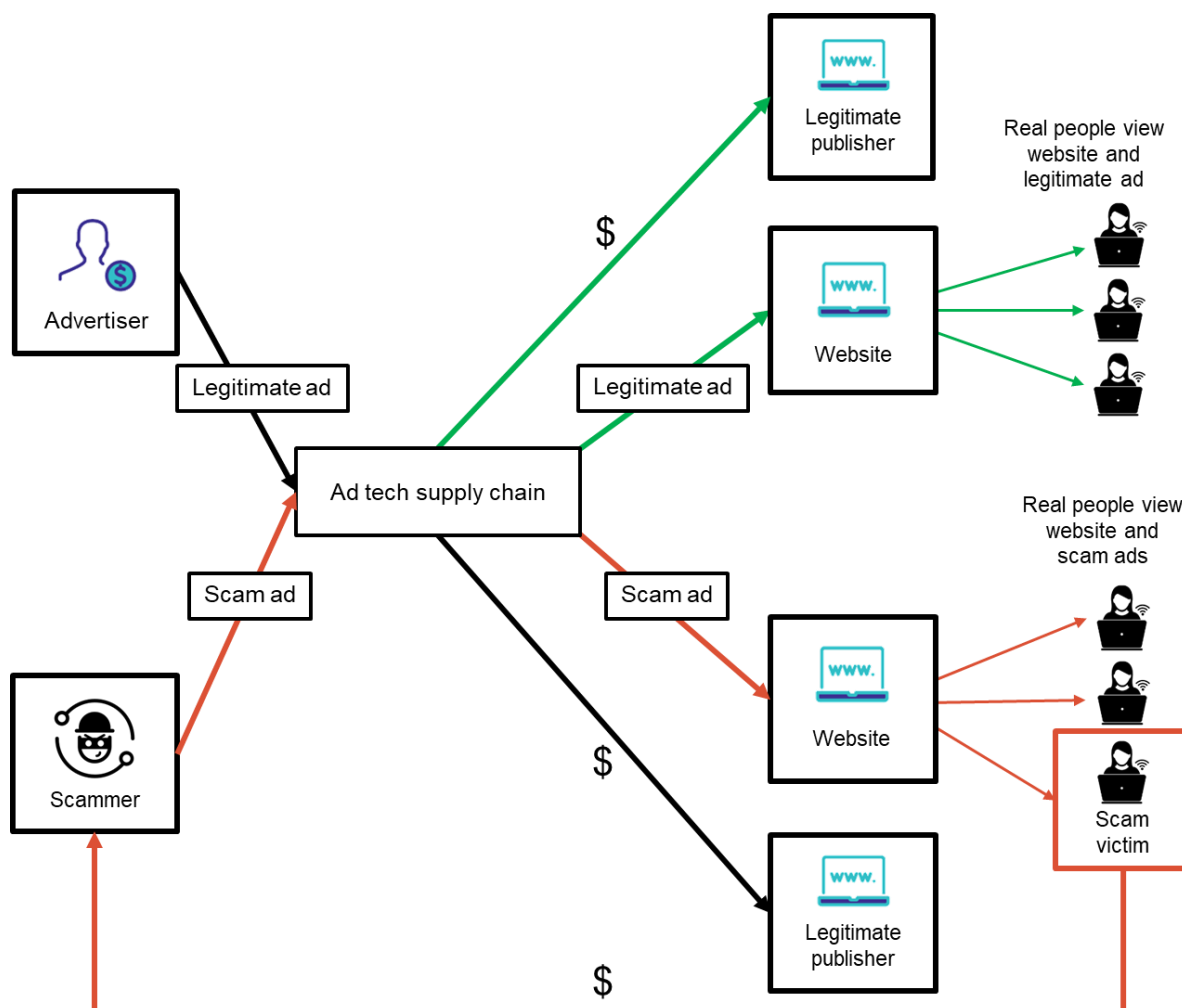 www.
Legitimate
publisher
Real people view
website and
legitimate ad
$
Advertiser
$
www.
Website
Legitimate ad
Legitimate ad
Ad tech supply chain
Real people view
website and
scam ads
Scam ad
Scam ad
www.
Website
Scammer
$
Scam
victim
www.
Legitimate
publisher
$